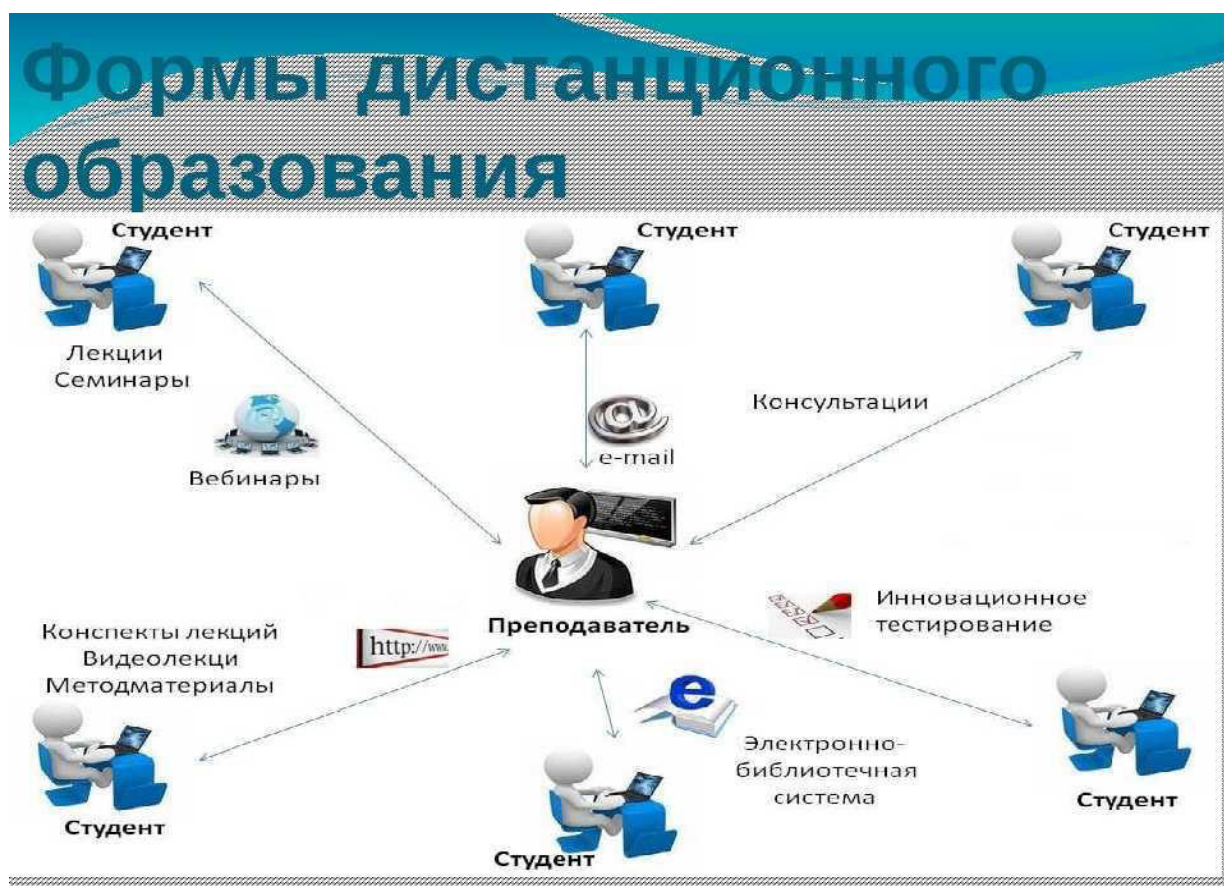 Формы дистанционного
образования
Студент
Студент
Студент
Лекции
Семинары
Вебинары
e-mail
Консультации
Преподаватель
Инновационное
тестирование
Конспекты лекций
Видеолекци
Методматериалы
http://www.
Электронно-
библиотечная
система
Студент
Студент
Студент